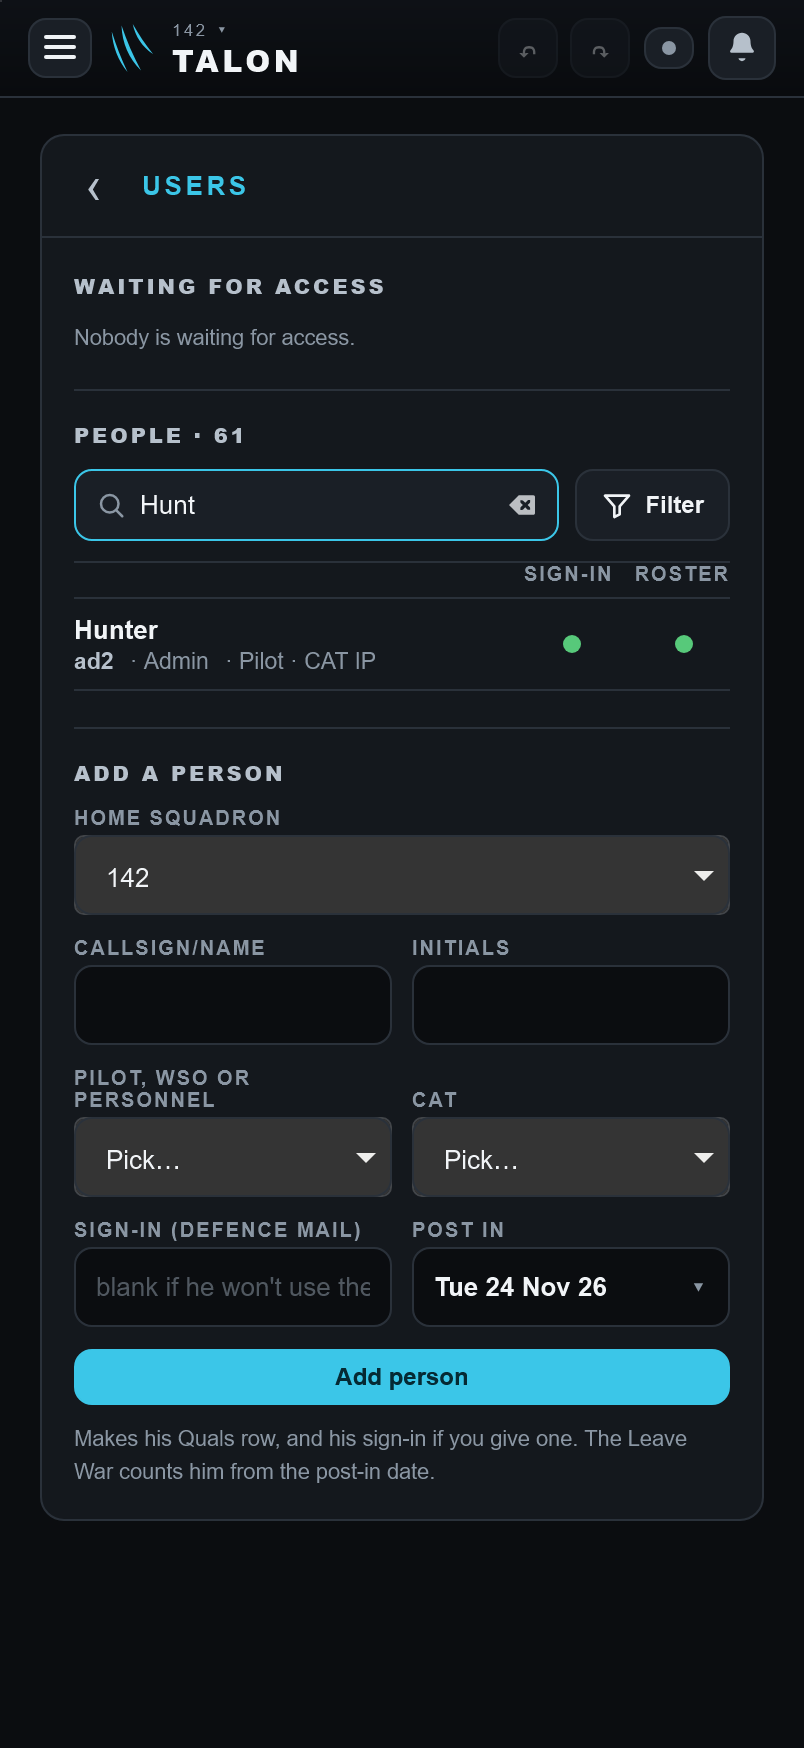 142 ▾
TALON
USERS
WAITING FOR ACCESS
Nobody is waiting for access.
PEOPLE · 61
Hunt
Filter
SIGN-IN ROSTER
Hunter
ad2 · Admin · Pilot · CAT IP
ADD A PERSON
HOME SQUADRON
142
CALLSIGN/NAME INITIALS
PILOT, WSO OR
PERSONNEL CAT
Pick... Pick...
SIGN-IN (DEFENCE MAIL) POST IN
blank if he won't use the Tue 24 Nov 26 ▾
Add person
Makes his Quals row, and his sign-in if you give one. The Leave
War counts him from the post-in date.